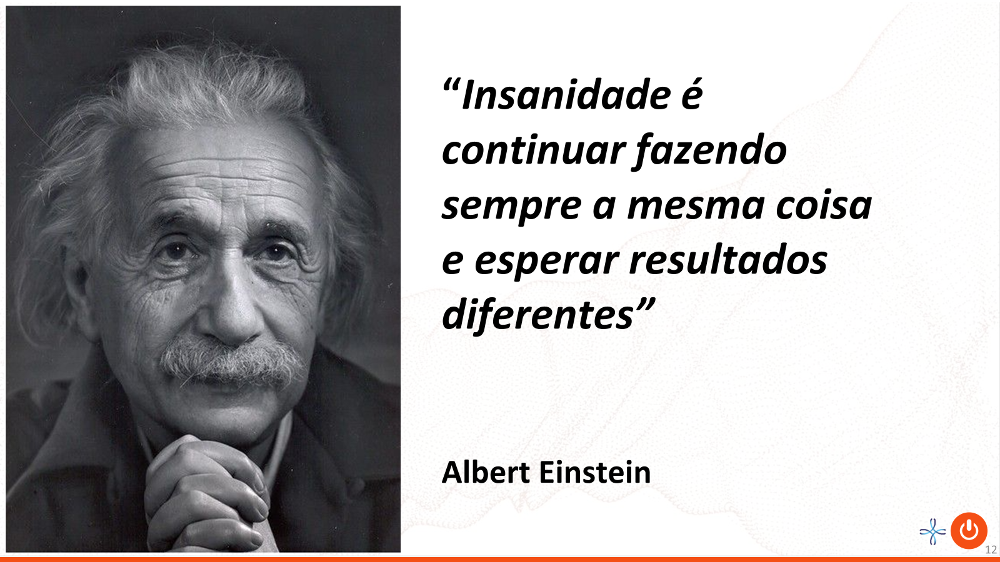 “Insanidade é
continuar fazendo
sempre a mesma coisa
e esperar resultados
diferentes”
Albert Einstein
12